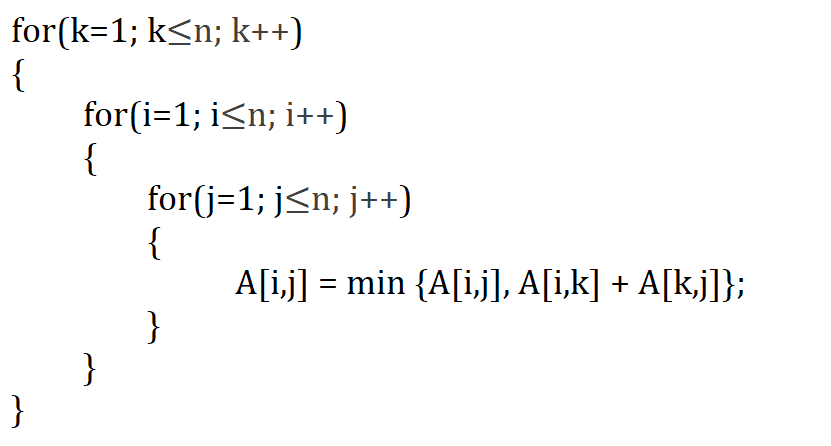 for(k=1; k≤n; k++)
{
for(i=1; i≤n; i++)
{
for(j=1; j≤n; j++)
{
A[i,j] = min {A[i,j], A[i,k] + A[k,j]};
}
}
}